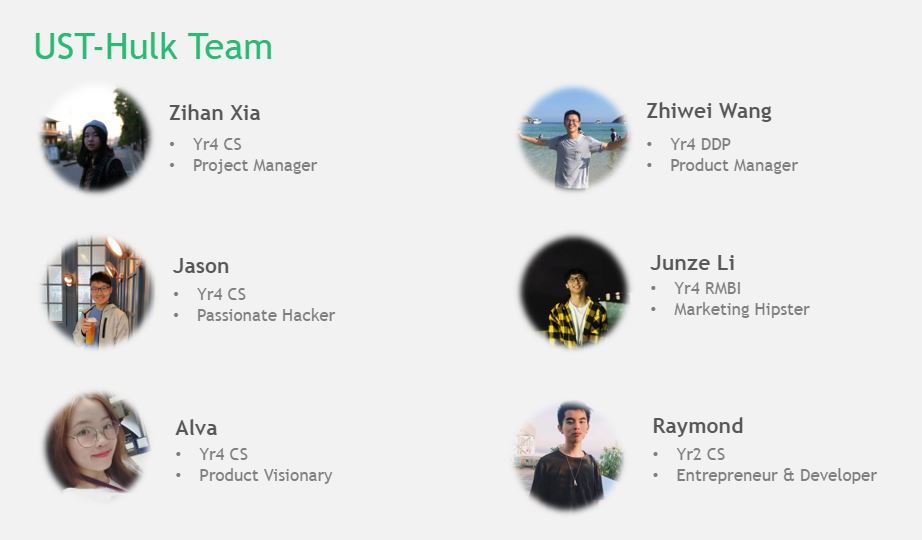 UST-Hulk Team
Zihan Xia
• Yr4 CS
• Project Manager
Zhiwei Wang
• Yr4 DDP
• Product Manager
Jason
• Yr4 CS
• Passionate Hacker
Junze Li
• Yr4 RMBI
• Marketing Hipster
Alva
• Yr4 CS
• Product Visionary
Raymond
• Yr2 CS
• Entrepreneur & Developer